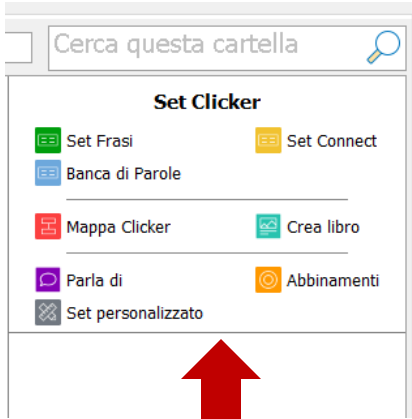 Cerca questa cartella
Set Clicker
Set Frasi Set Connect
Banca di Parole
Mappa Clicker Crea libro
Parla di Abbinamenti
Set personalizzato